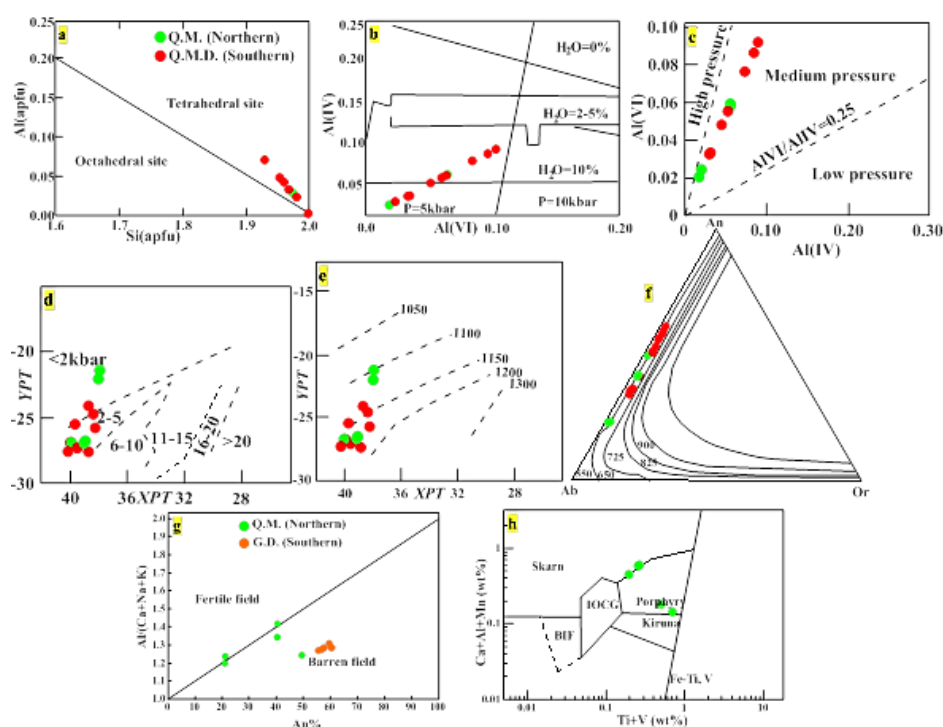 a
Q.M. (Northern)
Q.M.D. (Southern)
Tetrahedral site
Octahedral site
0.25
0.20
0.15
0.10
0.05
0.00
Al(apfu)
1.6
1.7
1.8
1.9
2.0
Si(apfu)
b
H₂O=0%
H₂O=2-5%
H₂O=10%
P=5kbar
P=10kbar
0.25
0.20
0.15
0.10
0.05
Al(IV)
0
0.10
0.20
Al(VI)
c
High pressure
Medium pressure
AlVI/AlIV=0.25
Low pressure
0.10
0.08
0.06
0.04
0.02
0
Al(VI)
0
0.10
0.20
0.30
Al(IV)
d
<2kbar
2-5
6-10
11-15
16-20
>20
-20
-25
-30
YPT
40
36
XPT
32
28
e
1050
1100
1150
1200
1300
-15
-20
-25
-30
YPT
40
36
XPT
32
28
f
An
900
825
725
650
550
Ab
Or
g
Q.M. (Northern)
G.D. (Southern)
Fertile field
Barren field
2.0
1.9
1.8
1.7
1.6
1.5
1.4
1.3
1.2
1.1
1.0
Al/(Ca+Na+K)
0
10
20
30
40
50
60
70
80
90
100
An%
h
Skarn
IOCG
Porphyry
Kiruna
BIF
Fe-Ti, V
1
0.1
0.01
Ca+Al+Mn (wt%)
0.01
0.1
1
10
Ti+V (wt%)